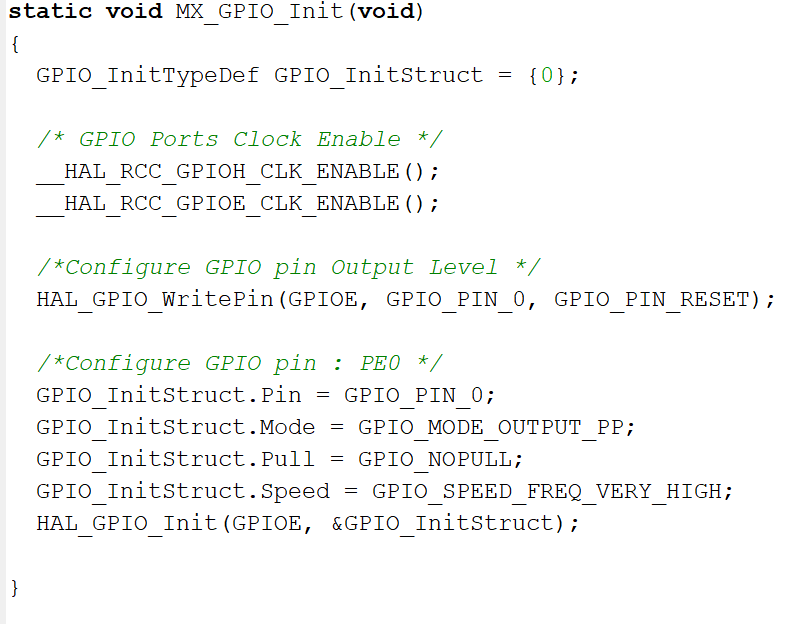 static void MX_GPIO_Init(void)
{
GPIO_InitTypeDef GPIO_InitStruct = {0};
/* GPIO Ports Clock Enable */
__HAL_RCC_GPIOH_CLK_ENABLE();
__HAL_RCC_GPIOE_CLK_ENABLE();
/*Configure GPIO pin Output Level */
HAL_GPIO_WritePin(GPIOE, GPIO_PIN_0, GPIO_PIN_RESET);
/*Configure GPIO pin : PE0 */
GPIO_InitStruct.Pin = GPIO_PIN_0;
GPIO_InitStruct.Mode = GPIO_MODE_OUTPUT_PP;
GPIO_InitStruct.Pull = GPIO_NOPULL;
GPIO_InitStruct.Speed = GPIO_SPEED_FREQ_VERY_HIGH;
HAL_GPIO_Init(GPIOE, &GPIO_InitStruct);
}